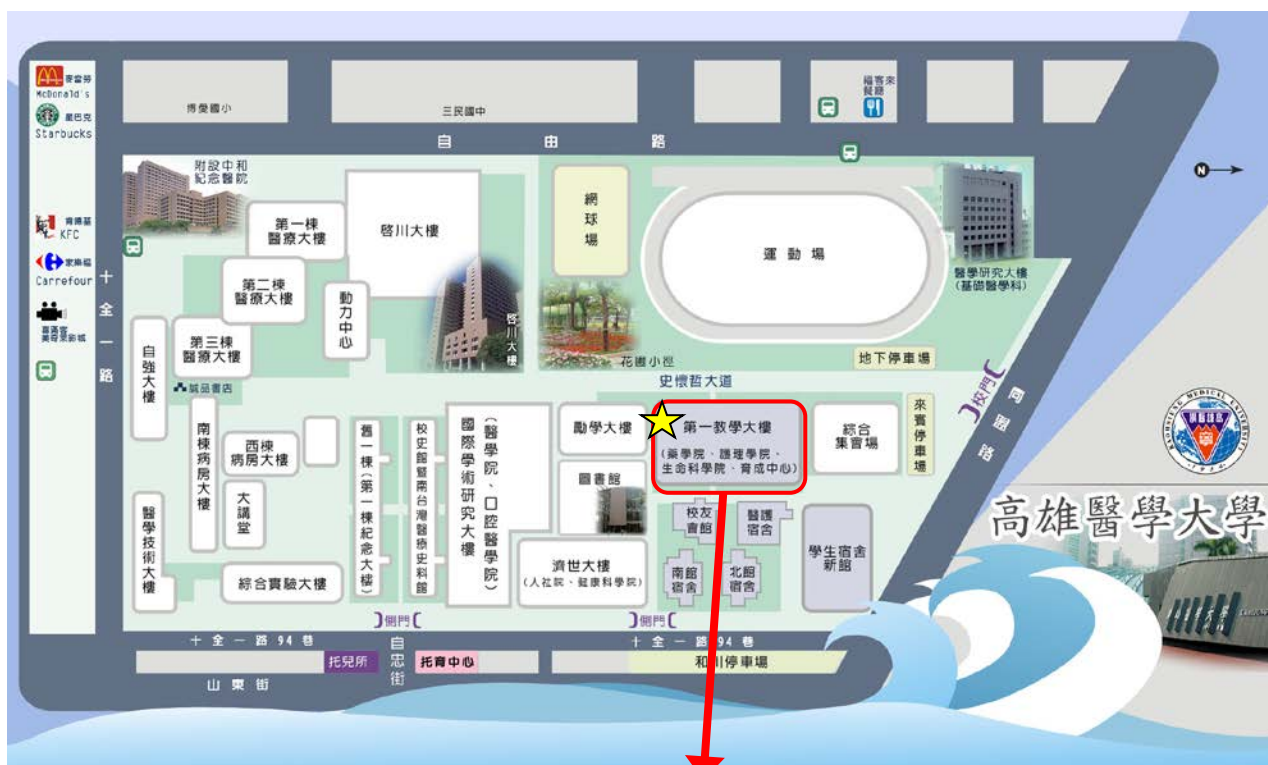 麥當勞
McDonald's
星巴克
Starbucks
肯德基
KFC
家樂福
Carrefour
喜滿客
十全一路
博愛國小
三民國中
福客來
餐廳
自由路
N
附設中和
紀念醫院
第一棟
醫療大樓
啓川大樓
網球場
運動場
醫學研究大樓
(基礎醫學科)
第二棟
醫療大樓
動力中心
啓川大樓
第三棟
醫療大樓
自強大樓
誠品書店
花園小徑
地下停車場
史懷哲大道
校門
同盟路
南棟病房大樓
西棟
病房大樓
大講堂
舊一棟(第一棟紀念大樓)
校史館暨南台灣醫療史料館
國際學術研究大樓
(醫學院、口腔醫學院)
勵學大樓
圖書館
第一教學大樓
(藥學院、護理學院、
生命科學院、育成中心)
綜合
集會場
來賓停車場
KAOHSIUNG MEDICAL UNIVERSITY
1954
高雄醫學大學
醫學技術大樓
綜合實驗大樓
濟世大樓
(人社院、健康科學院)
校友
會館
醫護
宿舍
南館
宿舍
北館
宿舍
學生宿舍
新館
側門
側門
十全一路94巷
自忠街
十全一路94巷
托兒所
托育中心
和川停車場
山東街